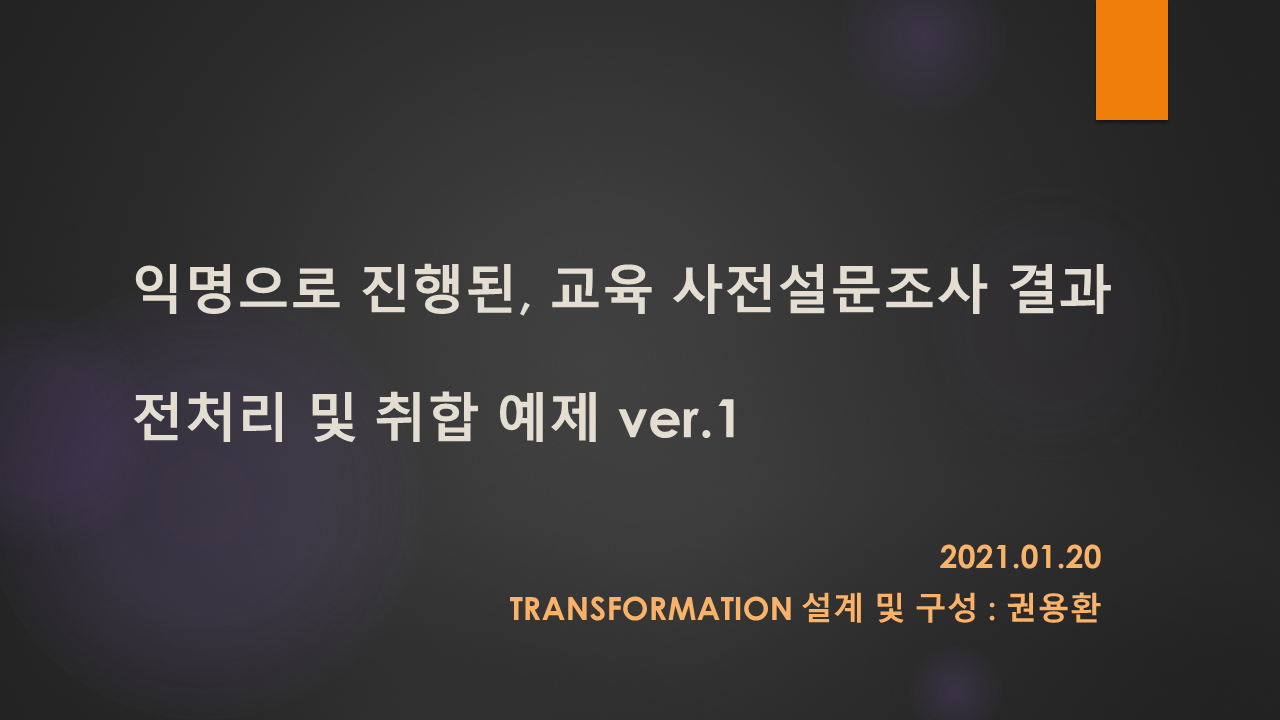 익명으로 진행된, 교육 사전설문조사 결과
전처리 및 취합 예제 ver.1
2021.01.20
TRANSFORMATION 설계 및 구성 : 권용환